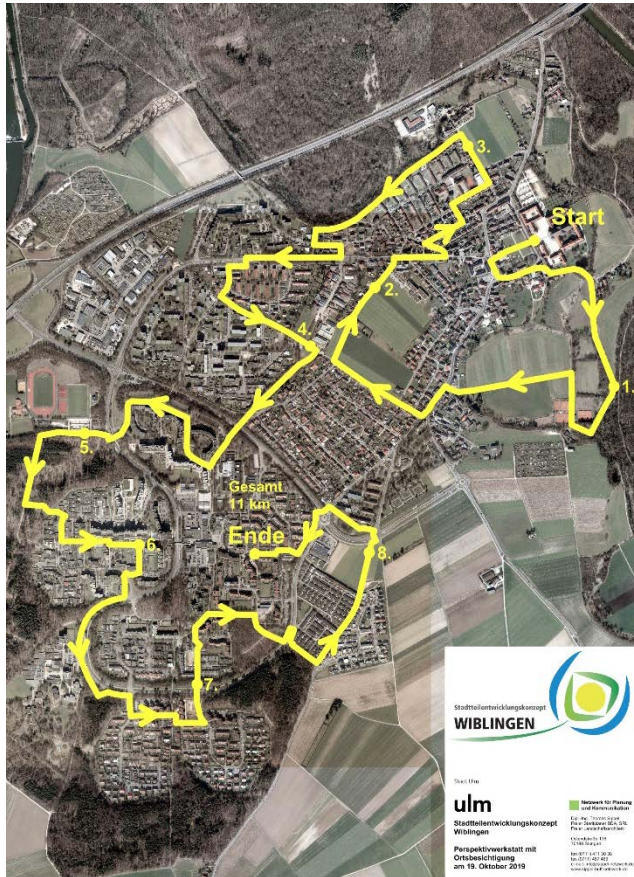 3.
Start
2.
4.
1.
5.
Gesamt
11 km
Ende
6.
8.
7.
Stadtteilentwicklungskonzept
WIBLINGEN
Stadt Ulm
ulm
Stadtteilentwicklungskonzept
Wiblingen
Perspektivwerkstatt mit
Ortsbesichtigung
am 19. Oktober 2019
Netzwerk für Planung
und Kommunikation